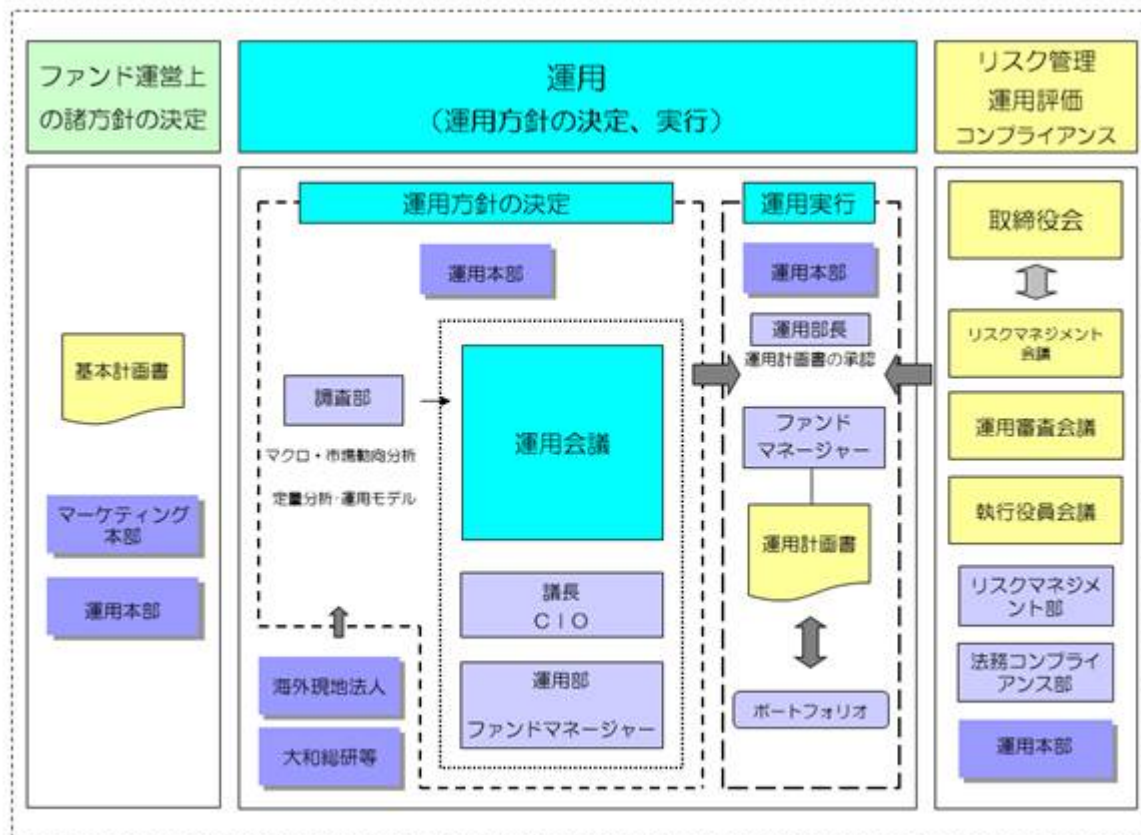 ファンド運営上
の諸方針の決定
運用
（運用方針の決定、実行）
リスク管理
運用評価
コンプライアンス
基本計画書
マーケティング
本部
運用本部
運用方針の決定
運用本部
調査部
マクロ・市場動向分析
定量分析・運用モデル
運用会議
議長
ＣＩＯ
運用部
ファンドマネージャー
海外現地法人
大和総研等
運用実行
運用本部
運用部長
運用計画書の承認
ファンド
マネージャー
運用計画書
ポートフォリオ
取締役会
リスクマネジメント
会議
運用審査会議
執行役員会議
リスクマネジメ
ント部
法務コンプライ
アンス部
運用本部